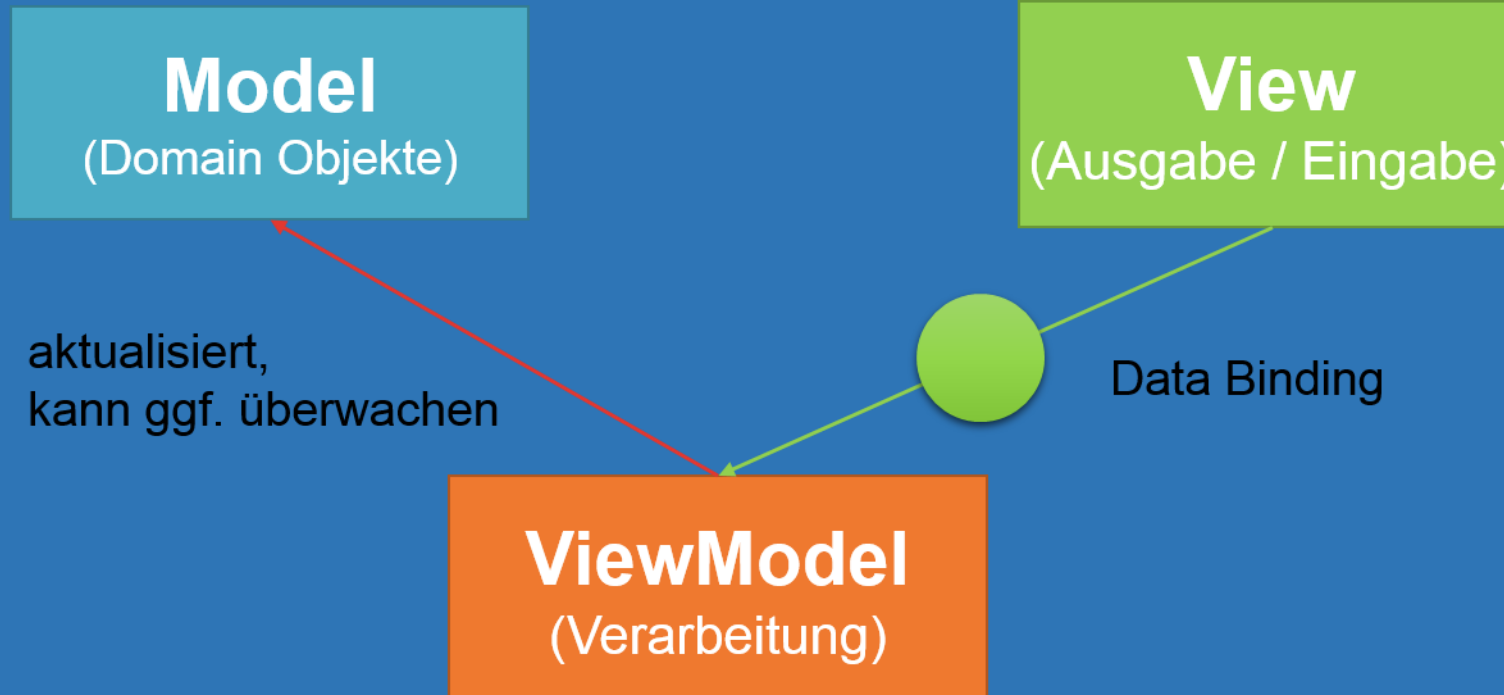 Model
(Domain Objekte)
View
(Ausgabe / Eingabe)
aktualisiert,
kann ggf. überwachen
Data Binding
ViewModel
(Verarbeitung)